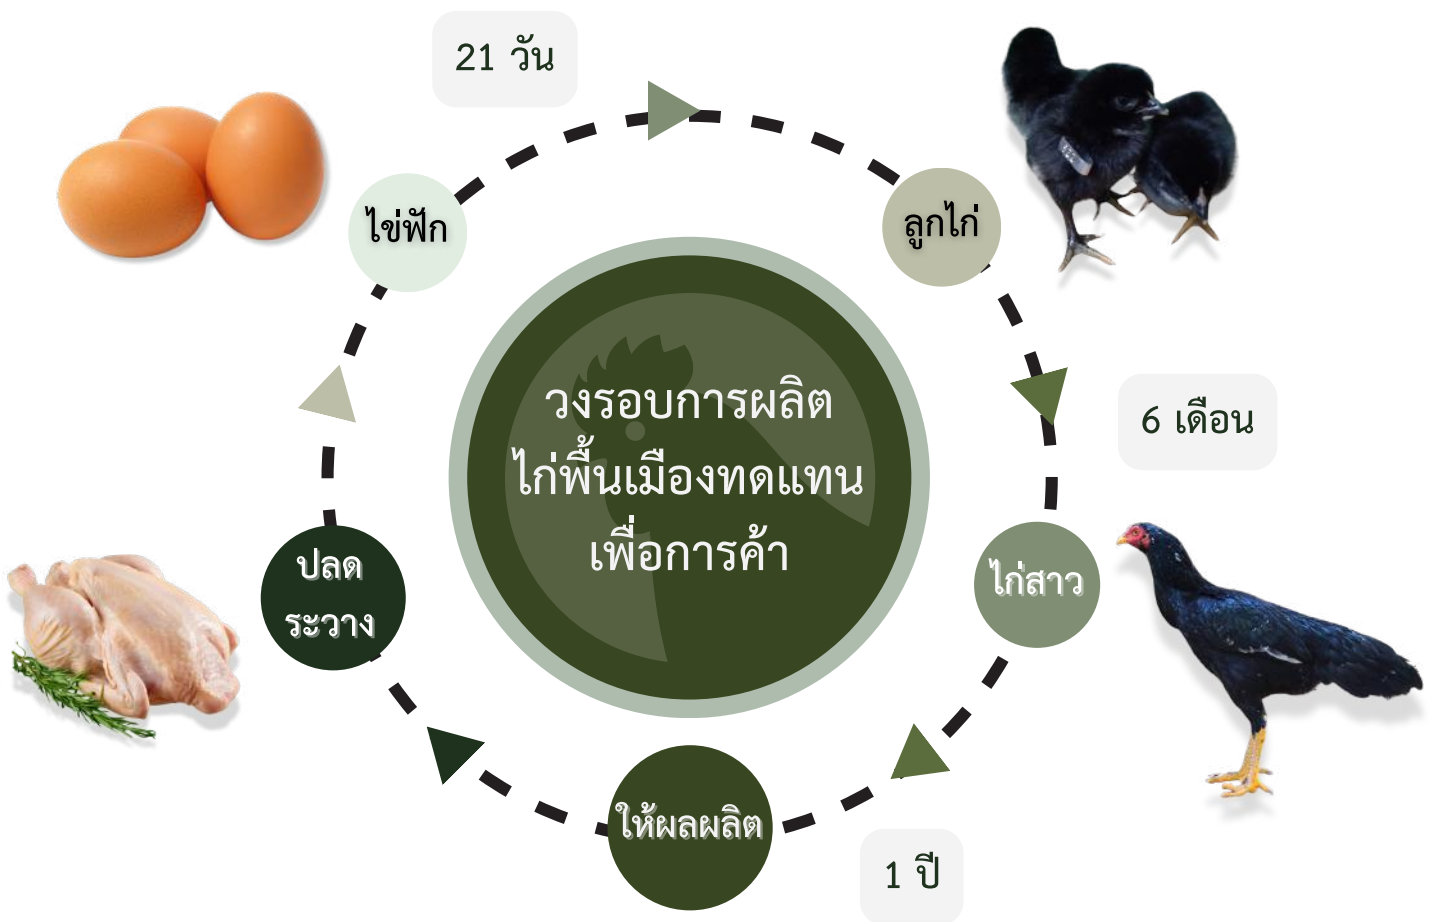 21 วัน
ไข่ฟัก
ลูกไก่
วงรอบการผลิต
ไก่พื้นเมืองทดแทน
เพื่อการค้า
6 เดือน
ปลด
ระวาง
ไก่สาว
ให้ผลผลิต
1 ปี